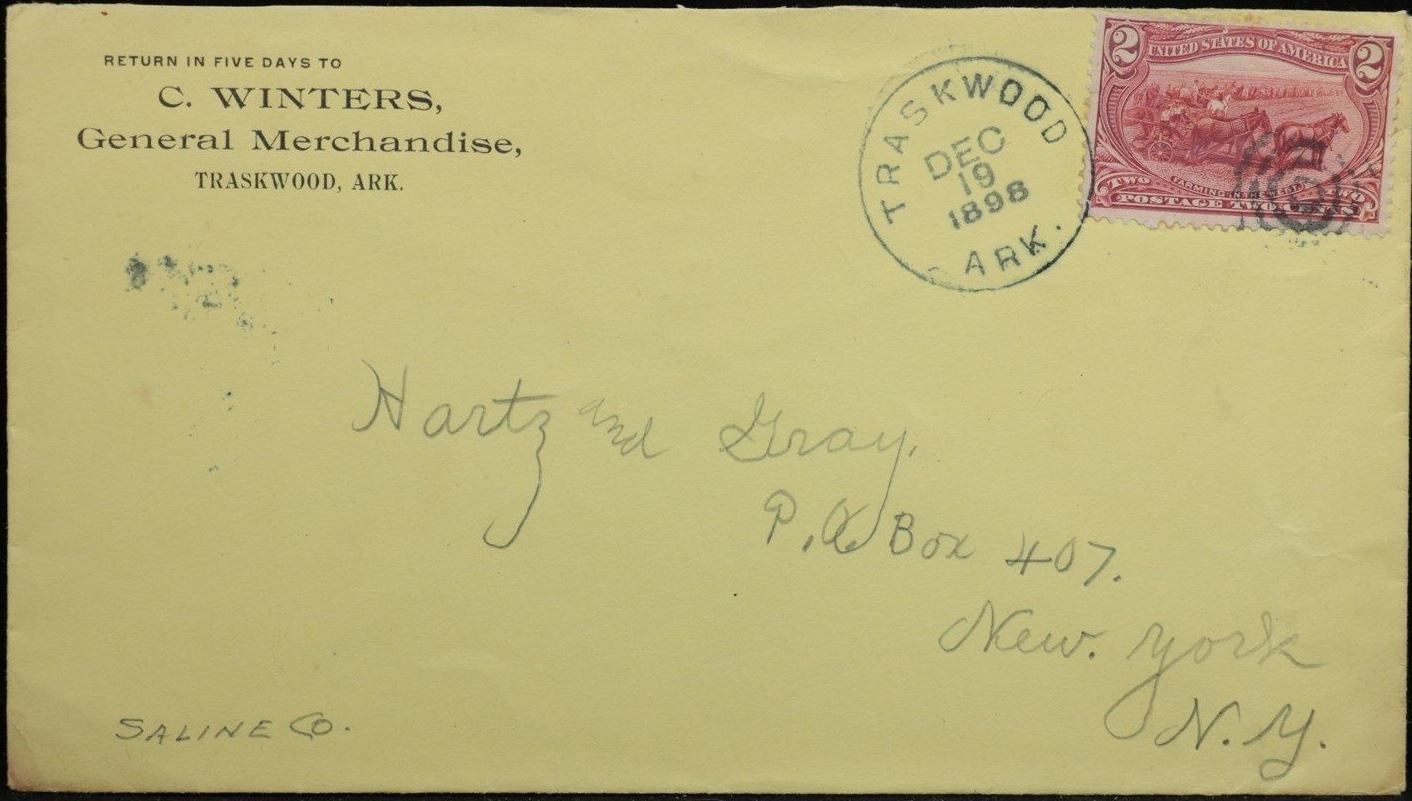 RETURN IN FIVE DAYS TO
C. WINTERS,
General Merchandise,
TRASKWOOD, ARK.
TRASKWOOD
DEC
19
1898
ARK.
2 UNITED STATES OF AMERICA 2
FARMING IN THE WEST
TWO TWO
POSTAGE TWO CENTS
Hartz and Gray.
P.O. Box 407.
New. York
N.Y.
SALINE CO.